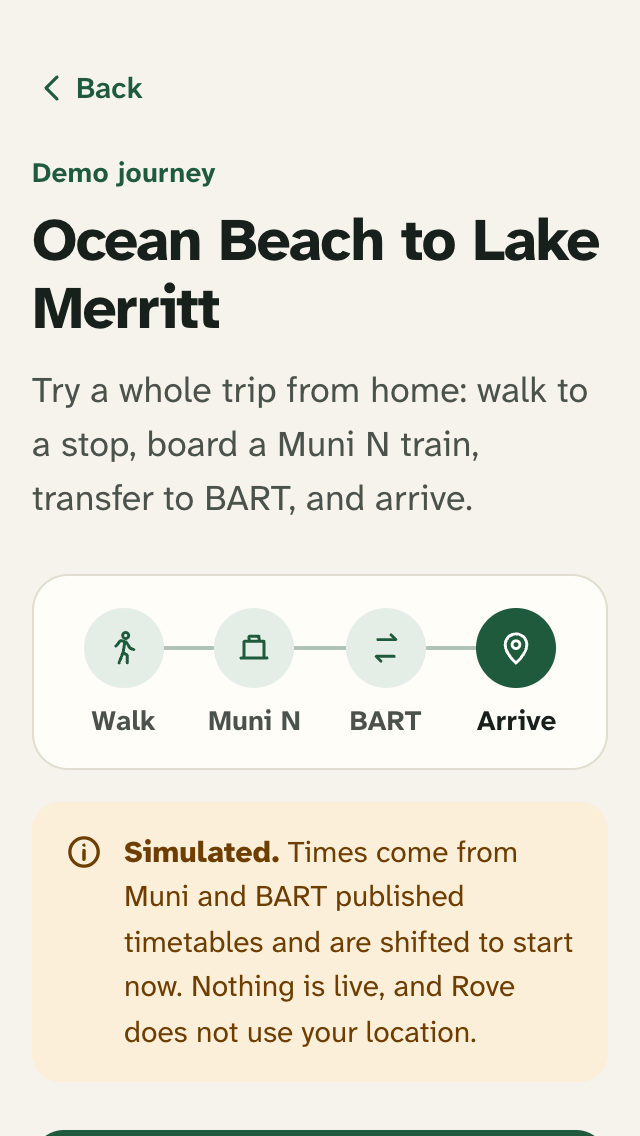 Back
Demo journey
Ocean Beach to Lake
Merritt
Try a whole trip from home: walk to
a stop, board a Muni N train,
transfer to BART, and arrive.
Walk
Muni N
BART
Arrive
Simulated. Times come from
Muni and BART published
timetables and are shifted to start
now. Nothing is live, and Rove
does not use your location.